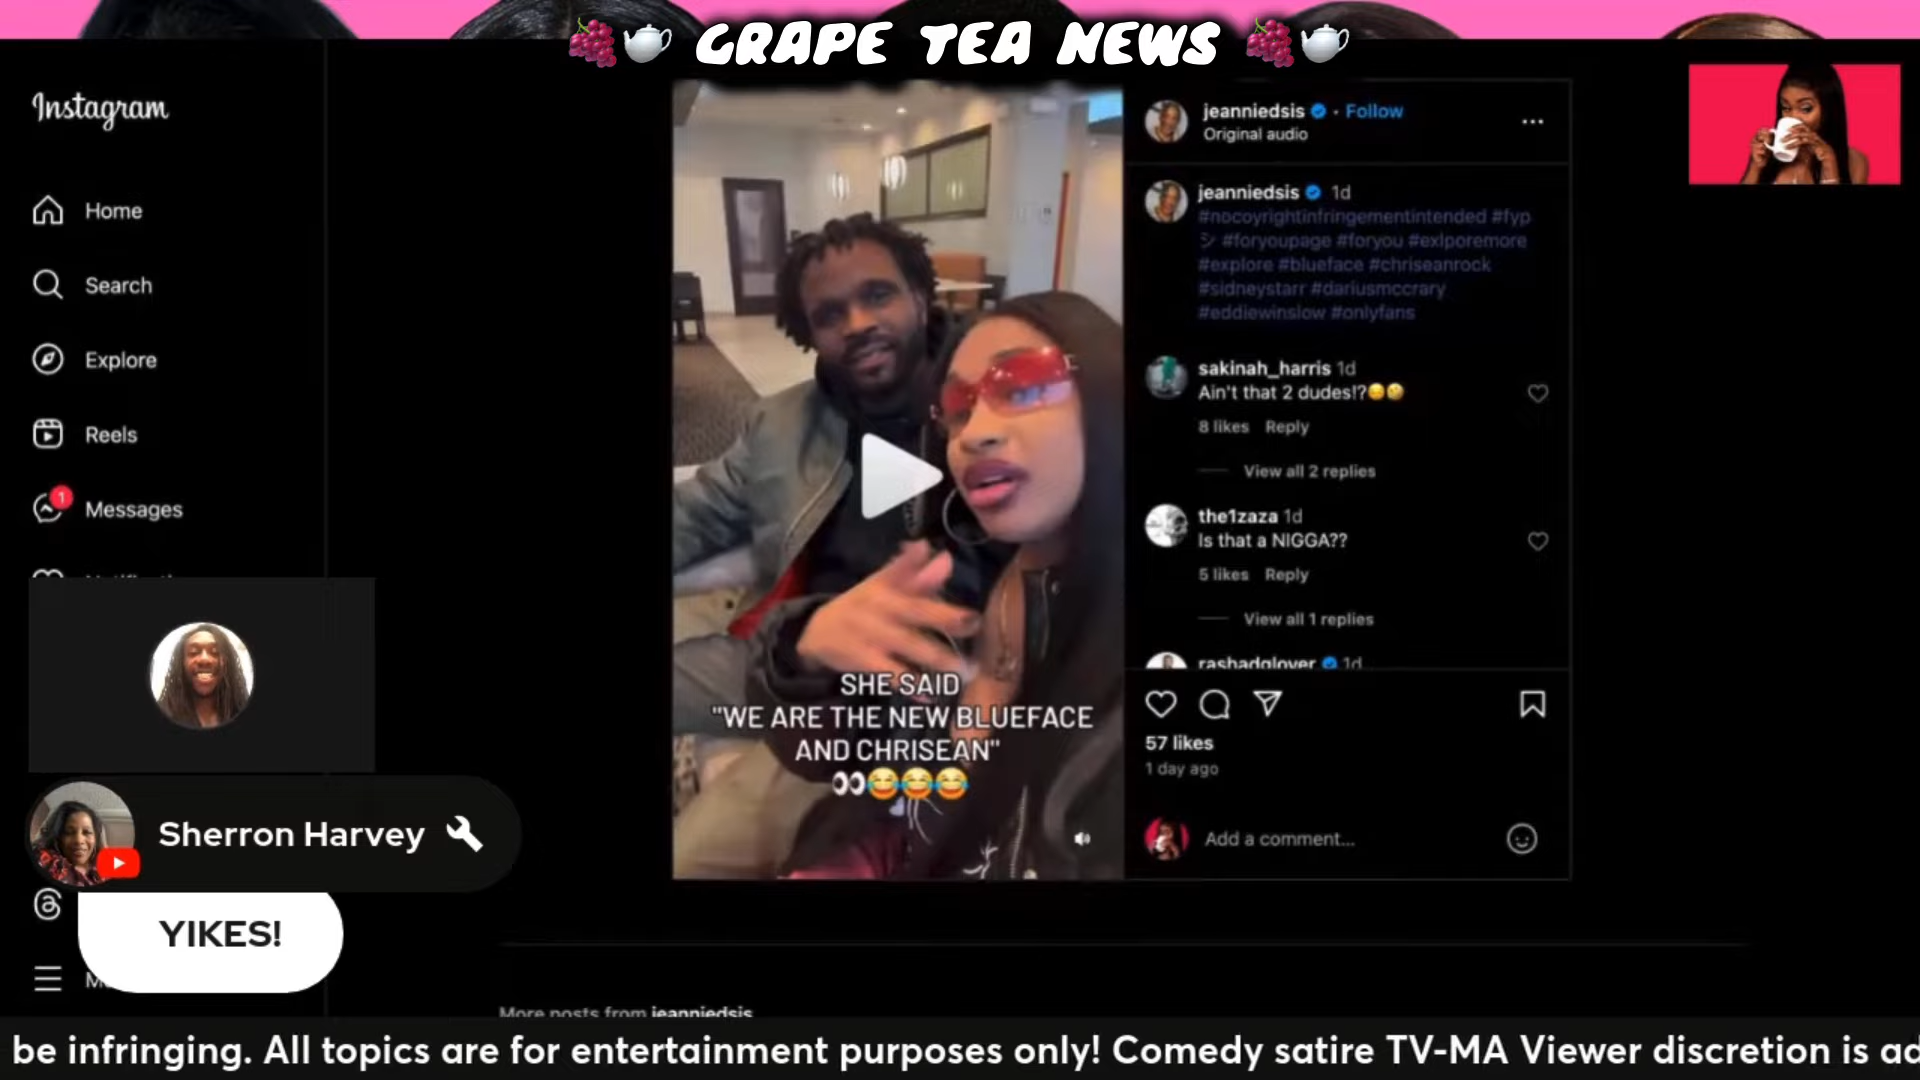 GRAPE TEA NEWS
Instagram
Home
Search
Explore
Reels
1
Messages
Sherron Harvey
YIKES!
SHE SAID
"WE ARE THE NEW BLUEFACE
AND CHRISEAN"
jeanniedsis • Follow
Original audio
jeanniedsis 1d
#nocoyrightinfringementintended #fyp
シ #foryoupage #foryou #exlporemore
#explore #blueface #chriseanrock
#sidneystarr #dariusmccrary
#eddiewinslow #onlyfans
sakinah_harris 1d
Ain't that 2 dudes!?
8 likes Reply
View all 2 replies
the1zaza 1d
Is that a NIGGA??
5 likes Reply
View all 1 replies
rashadglover 1d
57 likes
1 day ago
Add a comment...
More posts from jeanniedsis
be infringing. All topics are for entertainment purposes only! Comedy satire TV-MA Viewer discretion is ad